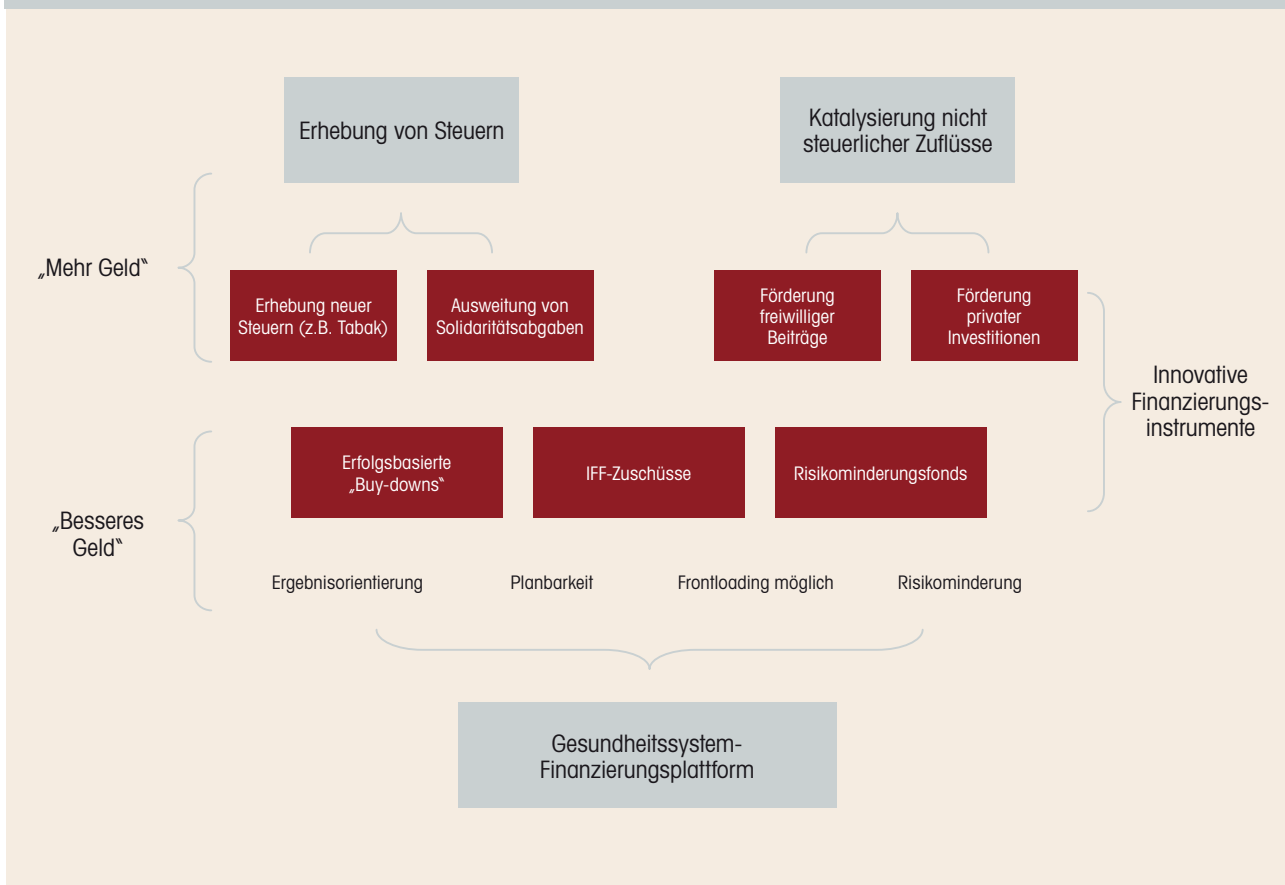 Erhebung von Steuern
Katalysierung nicht
steuerlicher Zuflüsse
„Mehr Geld“
Erhebung neuer
Steuern (z.B. Tabak)
Ausweitung von
Solidaritätsabgaben
Förderung
freiwilliger
Beiträge
Förderung
privater
Investitionen
Innovative
Finanzierungs-
instrumente
Erfolgsbasierte
„Buy-downs“
IFF-Zuschüsse
Risikominderungsfonds
„Besseres
Geld“
Ergebnisorientierung
Planbarkeit
Frontloading möglich
Risikominderung
Gesundheitssystem-
Finanzierungsplattform